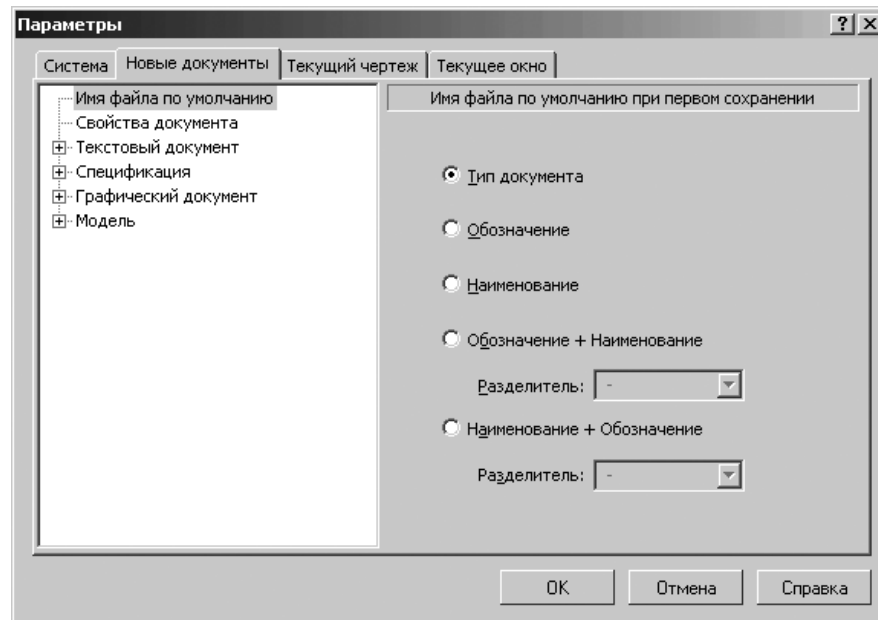 Параметры
Система Новые документы Текущий чертеж Текущее окно
Имя файла по умолчанию
Свойства документа
Текстовый документ
Спецификация
Графический документ
Модель
Имя файла по умолчанию при первом сохранении
Тип документа
Обозначение
Наименование
Обозначение + Наименование
Разделитель: -
Наименование + Обозначение
Разделитель: -
OK Отмена Справка